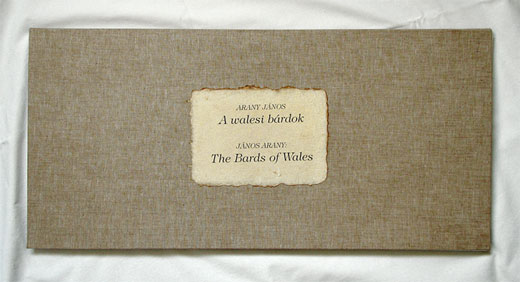 ARANY JÁNOS
A walesi bárdok
JÁNOS ARANY:
The Bards of Wales